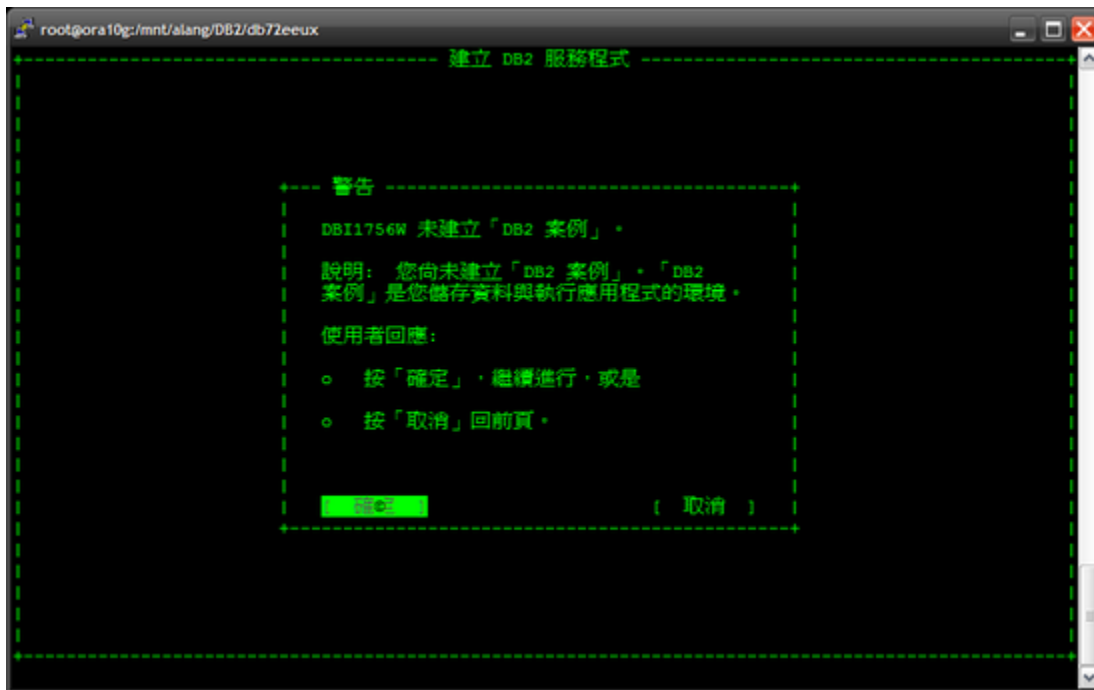 root@ora10g:/mnt/alang/DB2/db72eeux
建立 DB2 服務程式
警告
DBI1756W 未建立「DB2 案例」。
說明： 您尚未建立「DB2 案例」。「DB2
案例」是您儲存資料與執行應用程式的環境。
使用者回應：
o 按「確定」，繼續進行，或是
o 按「取消」回前頁。
[ 確定 ] [ 取消 ]